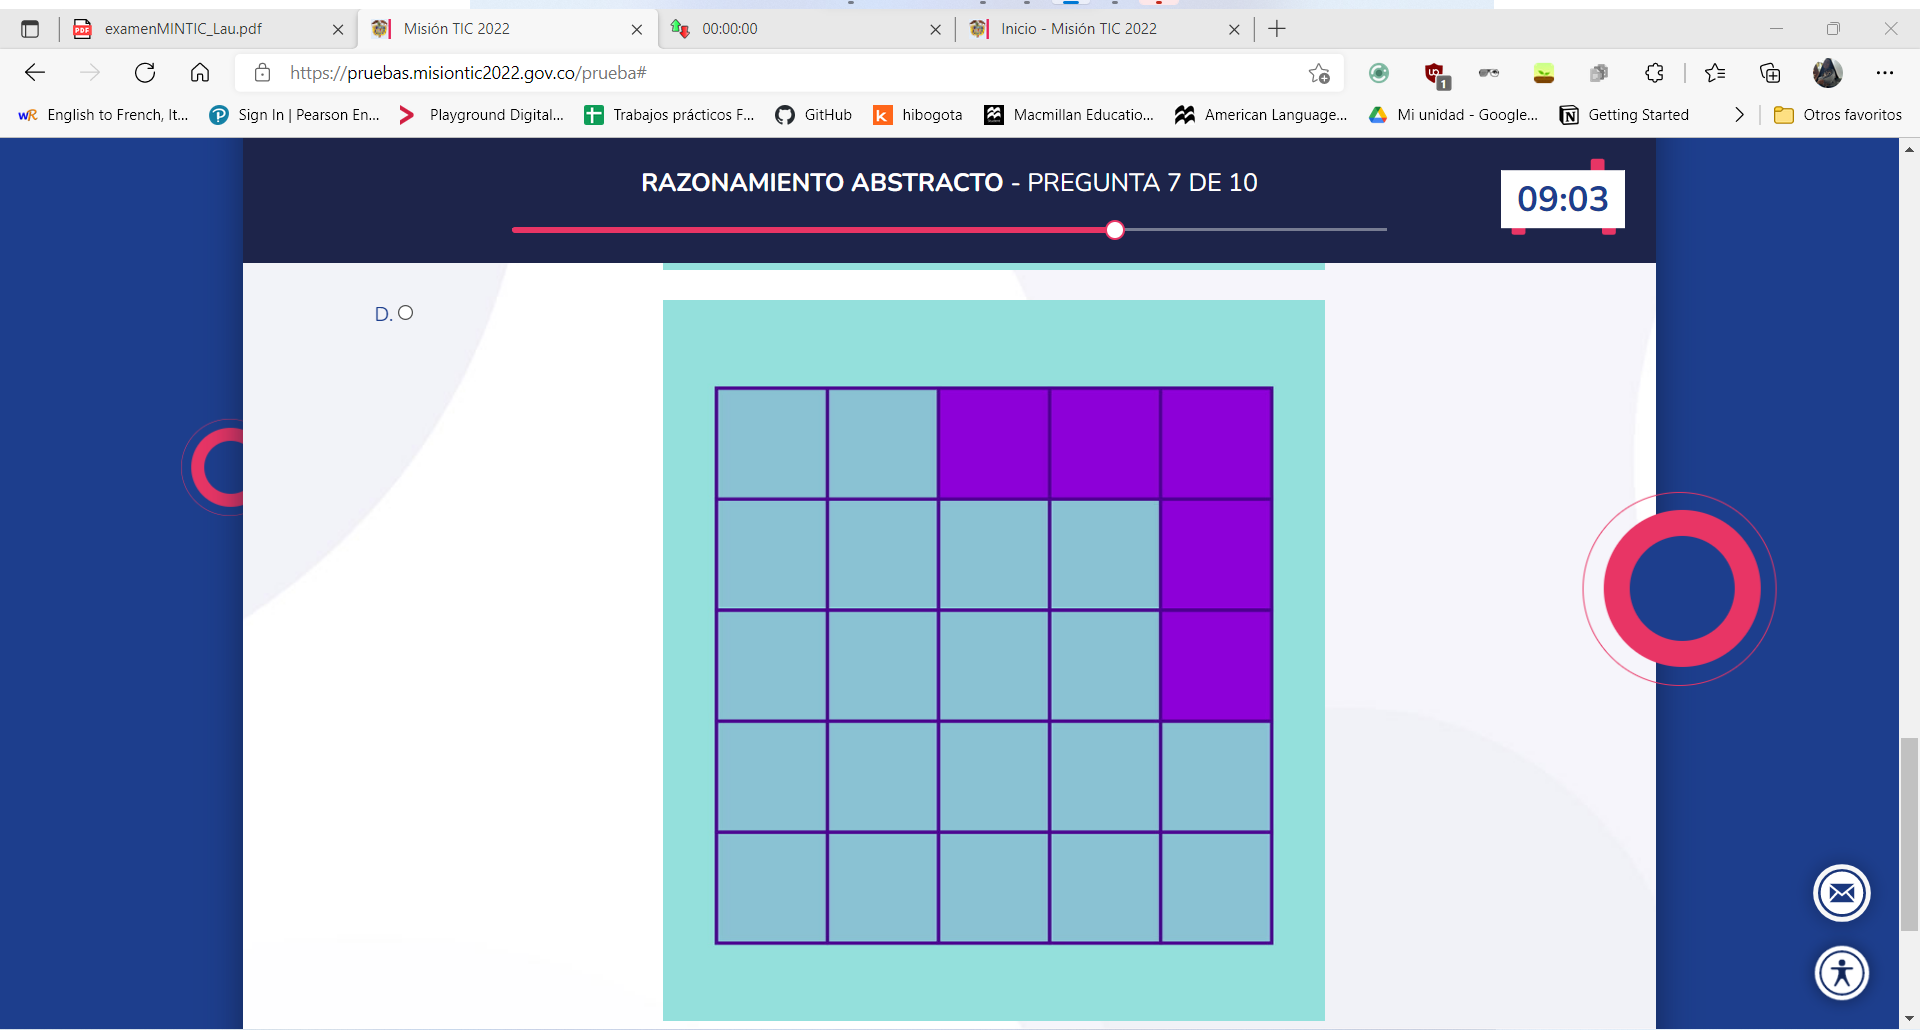 examenMINTIC_Lau.pdf
Misión TIC 2022
00:00:00
Inicio - Misión TIC 2022
https://pruebas.misiontic2022.gov.co/prueba#
1
English to French, It...
Sign In | Pearson En...
Playground Digital...
Trabajos prácticos F...
GitHub
hibogota
Macmillan Educatio...
American Language...
Mi unidad - Google...
Getting Started
Otros favoritos
RAZONAMIENTO ABSTRACTO - PREGUNTA 7 DE 10
09:03
D.